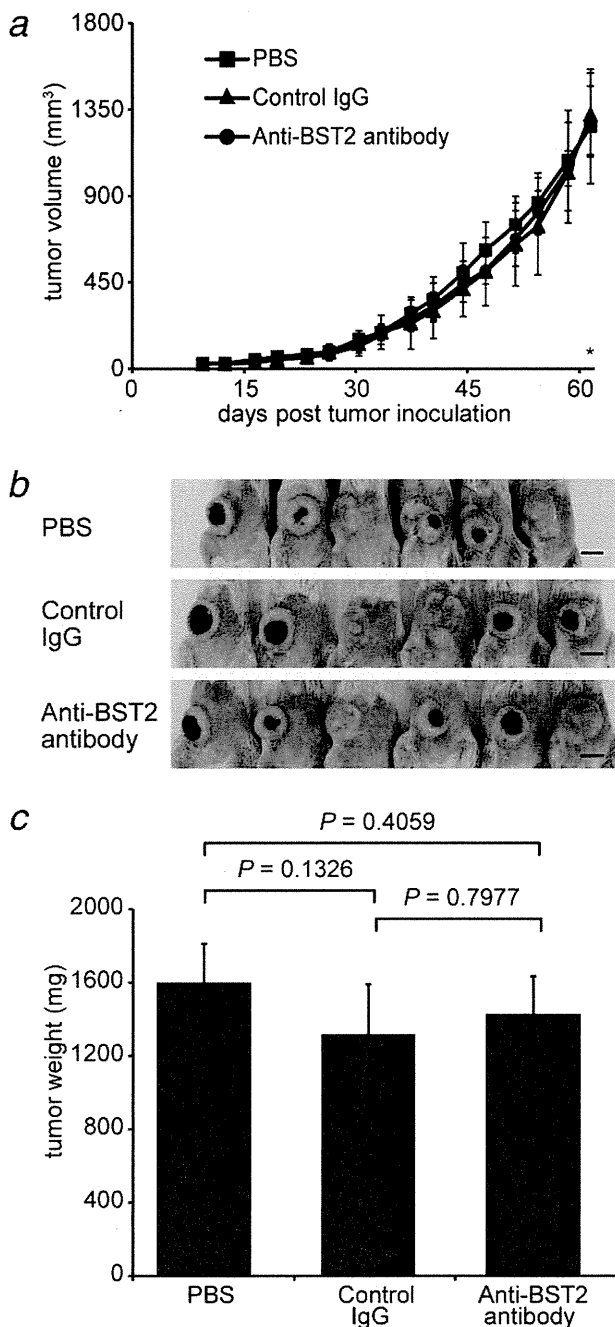 a
1800
1350
900
450
0
tumor volume (mm³)
PBS
Control IgG
Anti-BST2 antibody
*
0 15 30 45 60
days post tumor inoculation
b
PBS
Control
IgG
Anti-BST2
antibody
c
P = 0.4059
P = 0.1326
P = 0.7977
2000
1600
1200
800
400
0
tumor weight (mg)
PBS Control Anti-BST2
IgG antibody